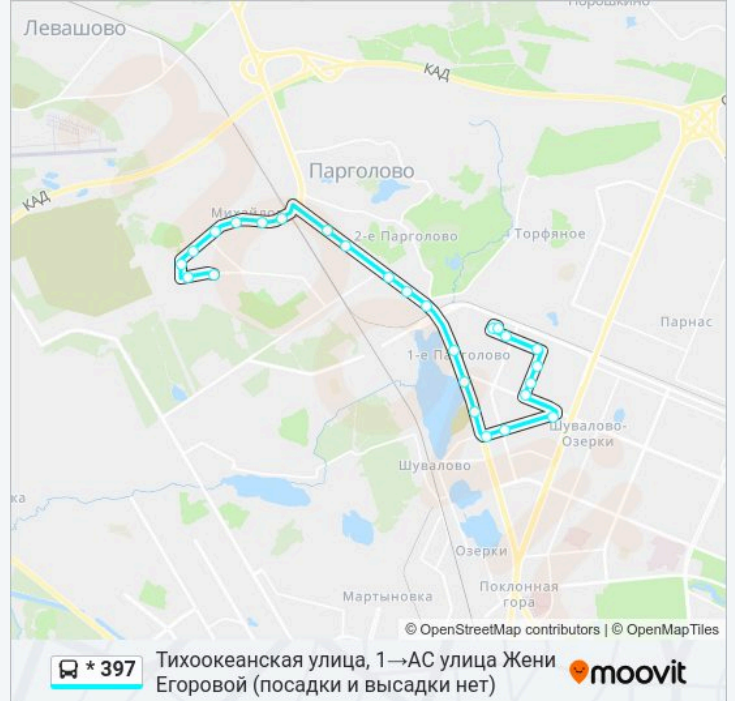 Порошкино
Левашово
КАД
Парголово
КАД
Михайловка
2-е Парголово
Торфяное
Парнас
1-е Парголово
Шувалово-
Озерки
Шувалово
ка
Озерки
Поклонная
гора
Мартыновка
© OpenStreetMap contributors | © OpenMapTiles
* 397
Тихоокеанская улица, 1→АС улица Жени
Егоровой (посадки и высадки нет)
moovit